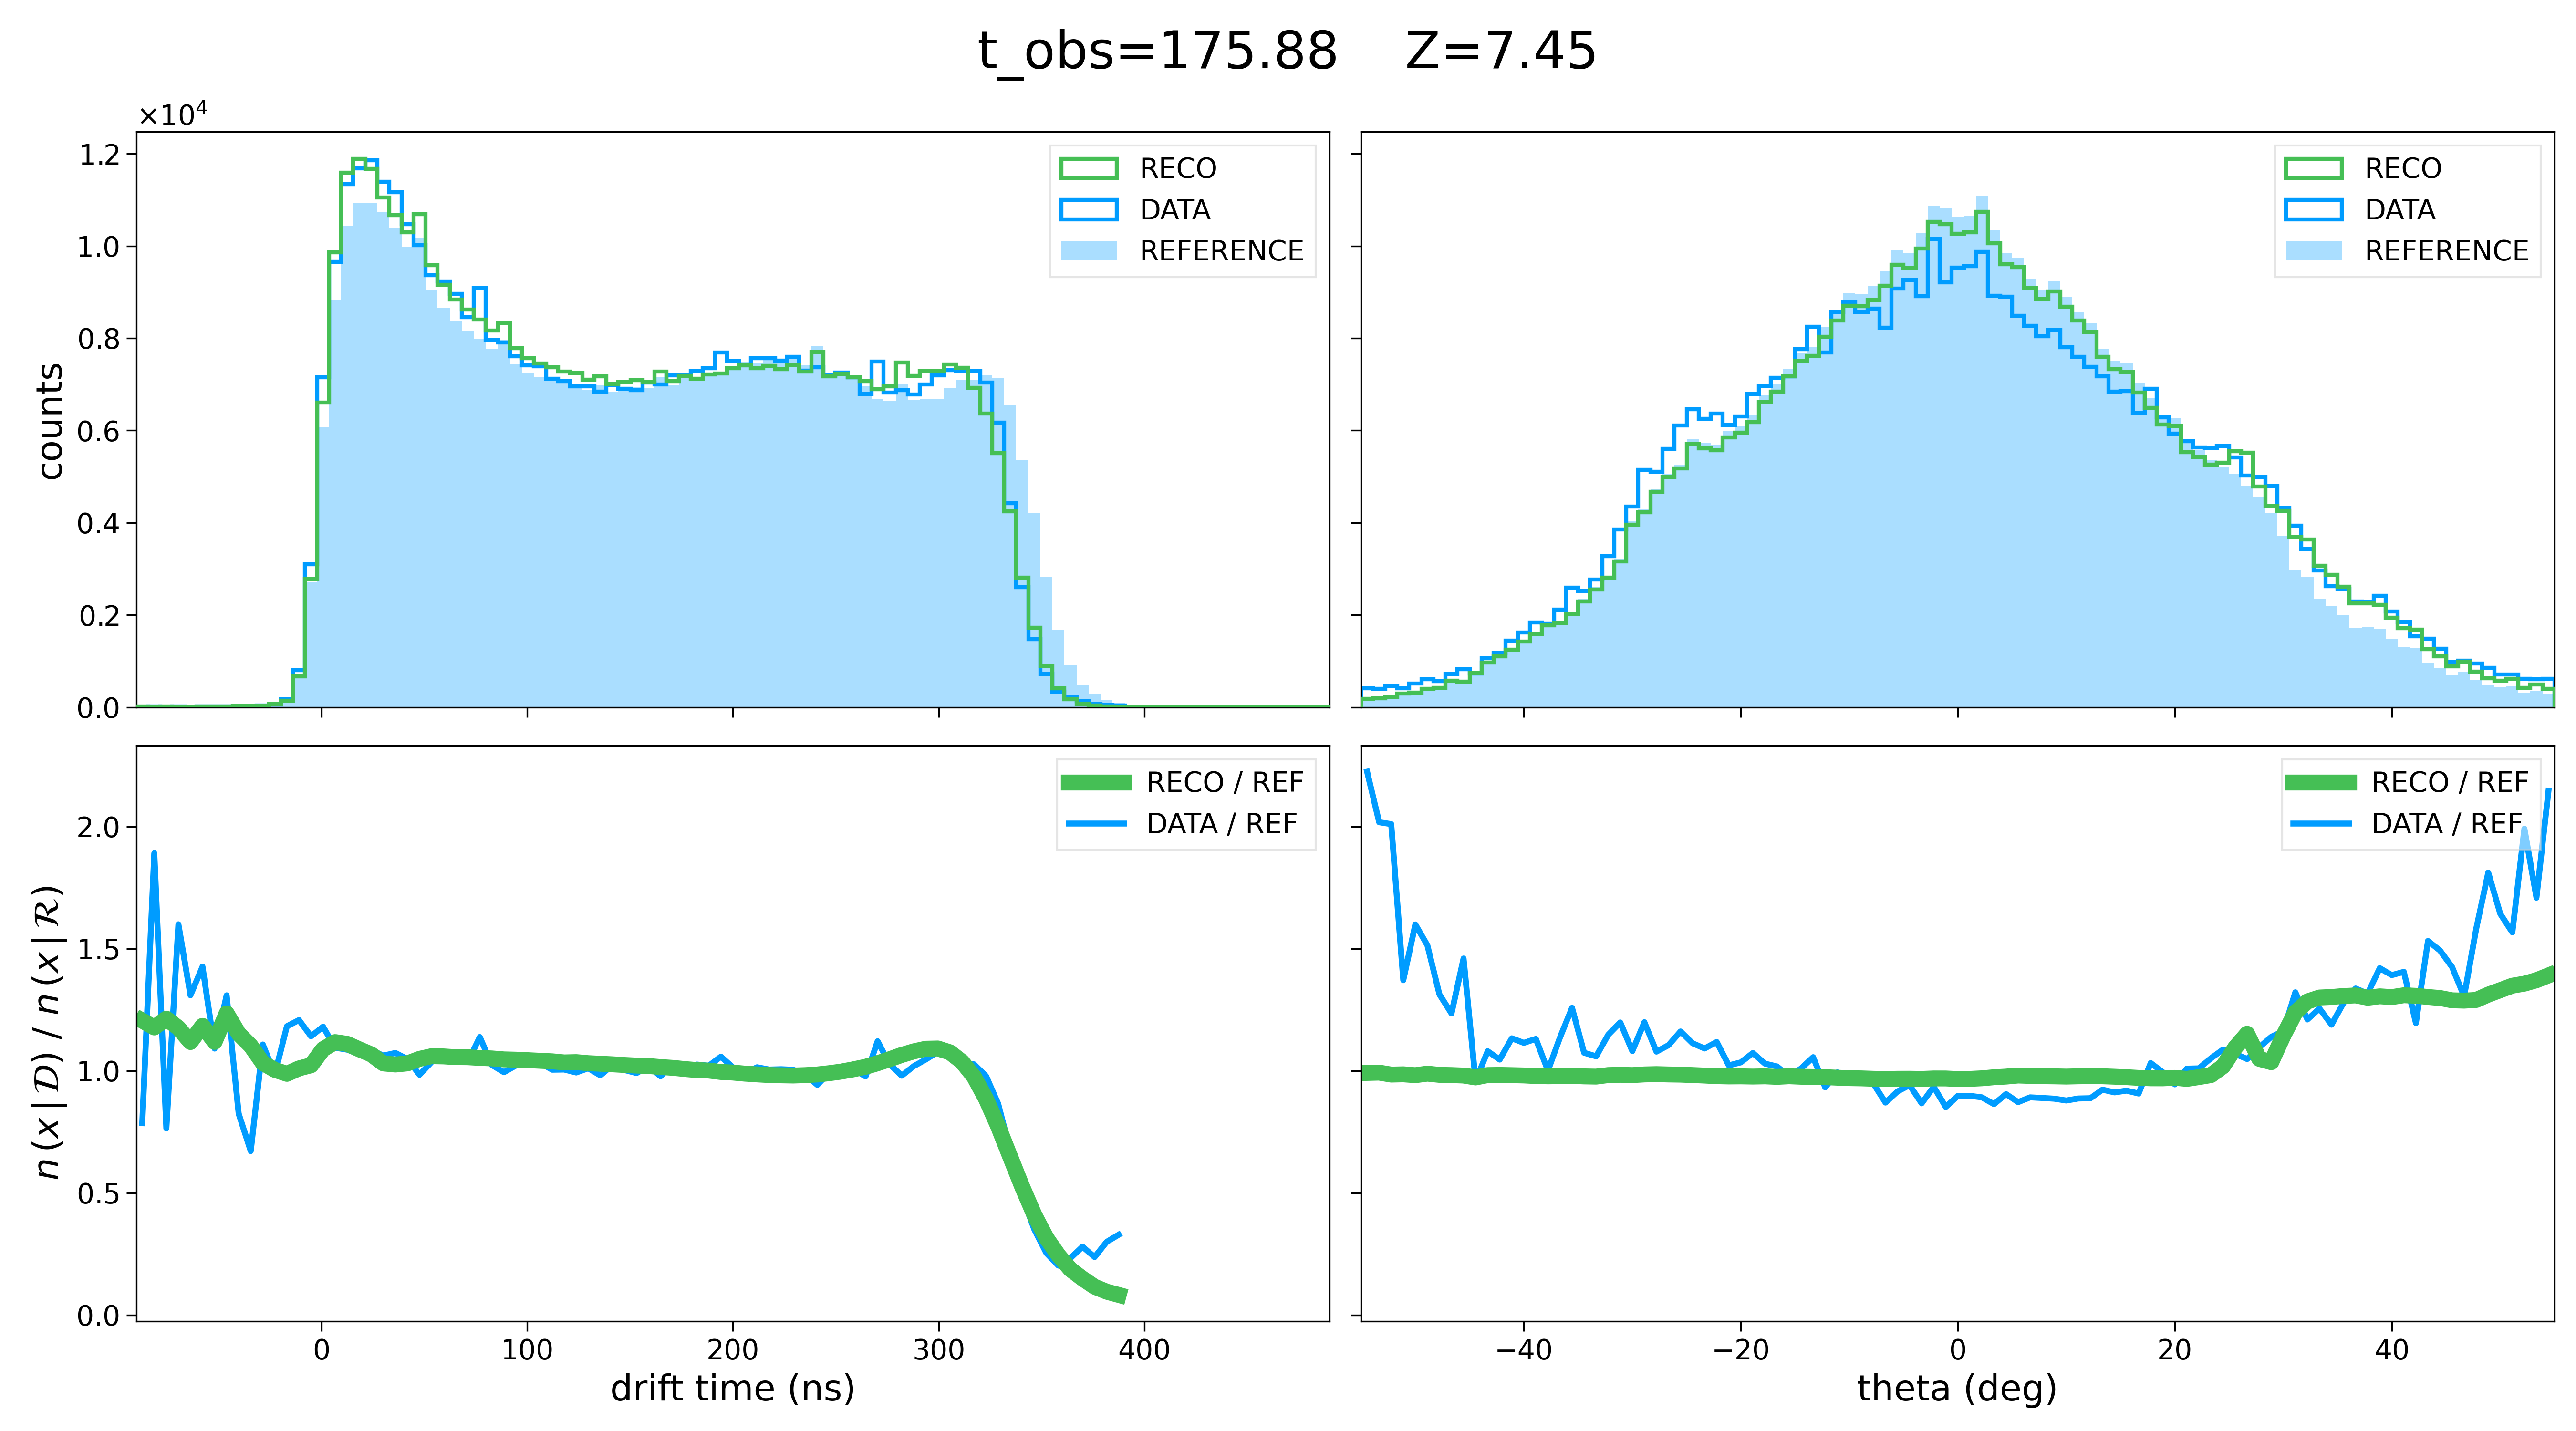 t_obs=175.88    Z=7.45
×10⁴
1.2
1.0
0.8
0.6
0.4
0.2
0.0
counts
RECO
DATA
REFERENCE
RECO
DATA
REFERENCE
2.0
1.5
1.0
0.5
0.0
n (x | 𝒟) / n (x | ℛ)
RECO / REF
DATA / REF
0 100 200 300 400
drift time (ns)
RECO / REF
DATA / REF
−40 −20 0 20 40
theta (deg)